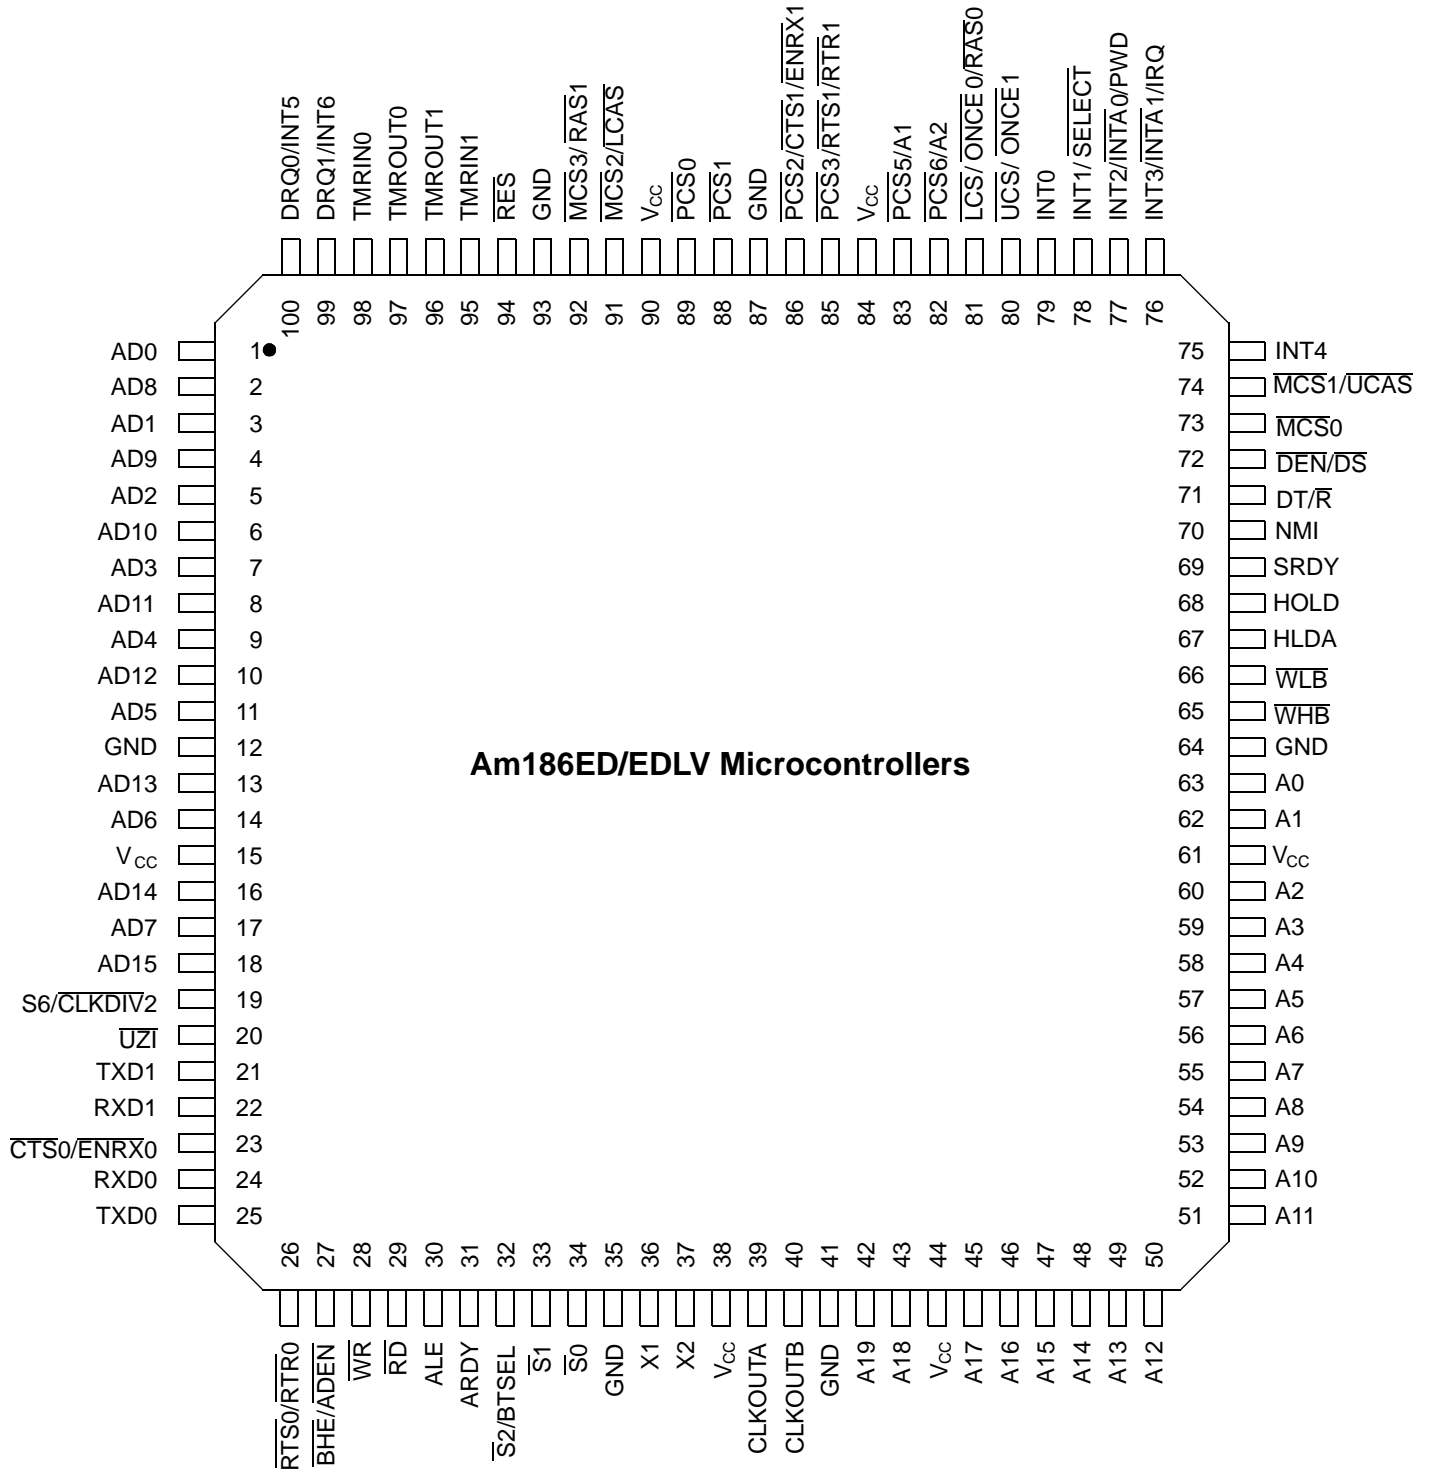 DRQ0/INT5
DRQ1/INT6
TMRIN0
TMROUT0
TMROUT1
TMRIN1
RES
GND
MCS3/ RAS1
MCS2/LCAS
VCC
PCS0
PCS1
GND
PCS2/CTS1/ENRX1
PCS3/RTS1/RTR1
VCC
PCS5/A1
PCS6/A2
LCS/ ONCE 0/RAS0
UCS/ ONCE1
INT0
INT1/ SELECT
INT2/INTA0/PWD
INT3/INTA1/IRQ
100
99
98
97
96
95
94
93
92
91
90
89
88
87
86
85
84
83
82
81
80
79
78
77
76
AD0 1
AD8 2
AD1 3
AD9 4
AD2 5
AD10 6
AD3 7
AD11 8
AD4 9
AD12 10
AD5 11
GND 12
AD13 13
AD6 14
VCC 15
AD14 16
AD7 17
AD15 18
S6/CLKDIV2 19
UZI 20
TXD1 21
RXD1 22
CTS0/ENRX0 23
RXD0 24
TXD0 25
Am186ED/EDLV Microcontrollers
75 INT4
74 MCS1/UCAS
73 MCS0
72 DEN/DS
71 DT/R
70 NMI
69 SRDY
68 HOLD
67 HLDA
66 WLB
65 WHB
64 GND
63 A0
62 A1
61 VCC
60 A2
59 A3
58 A4
57 A5
56 A6
55 A7
54 A8
53 A9
52 A10
51 A11
26
27
28
29
30
31
32
33
34
35
36
37
38
39
40
41
42
43
44
45
46
47
48
49
50
RTS0/RTR0
BHE/ADEN
WR
RD
ALE
ARDY
S2/BTSEL
S1
S0
GND
X1
X2
VCC
CLKOUTA
CLKOUTB
GND
A19
A18
VCC
A17
A16
A15
A14
A13
A12